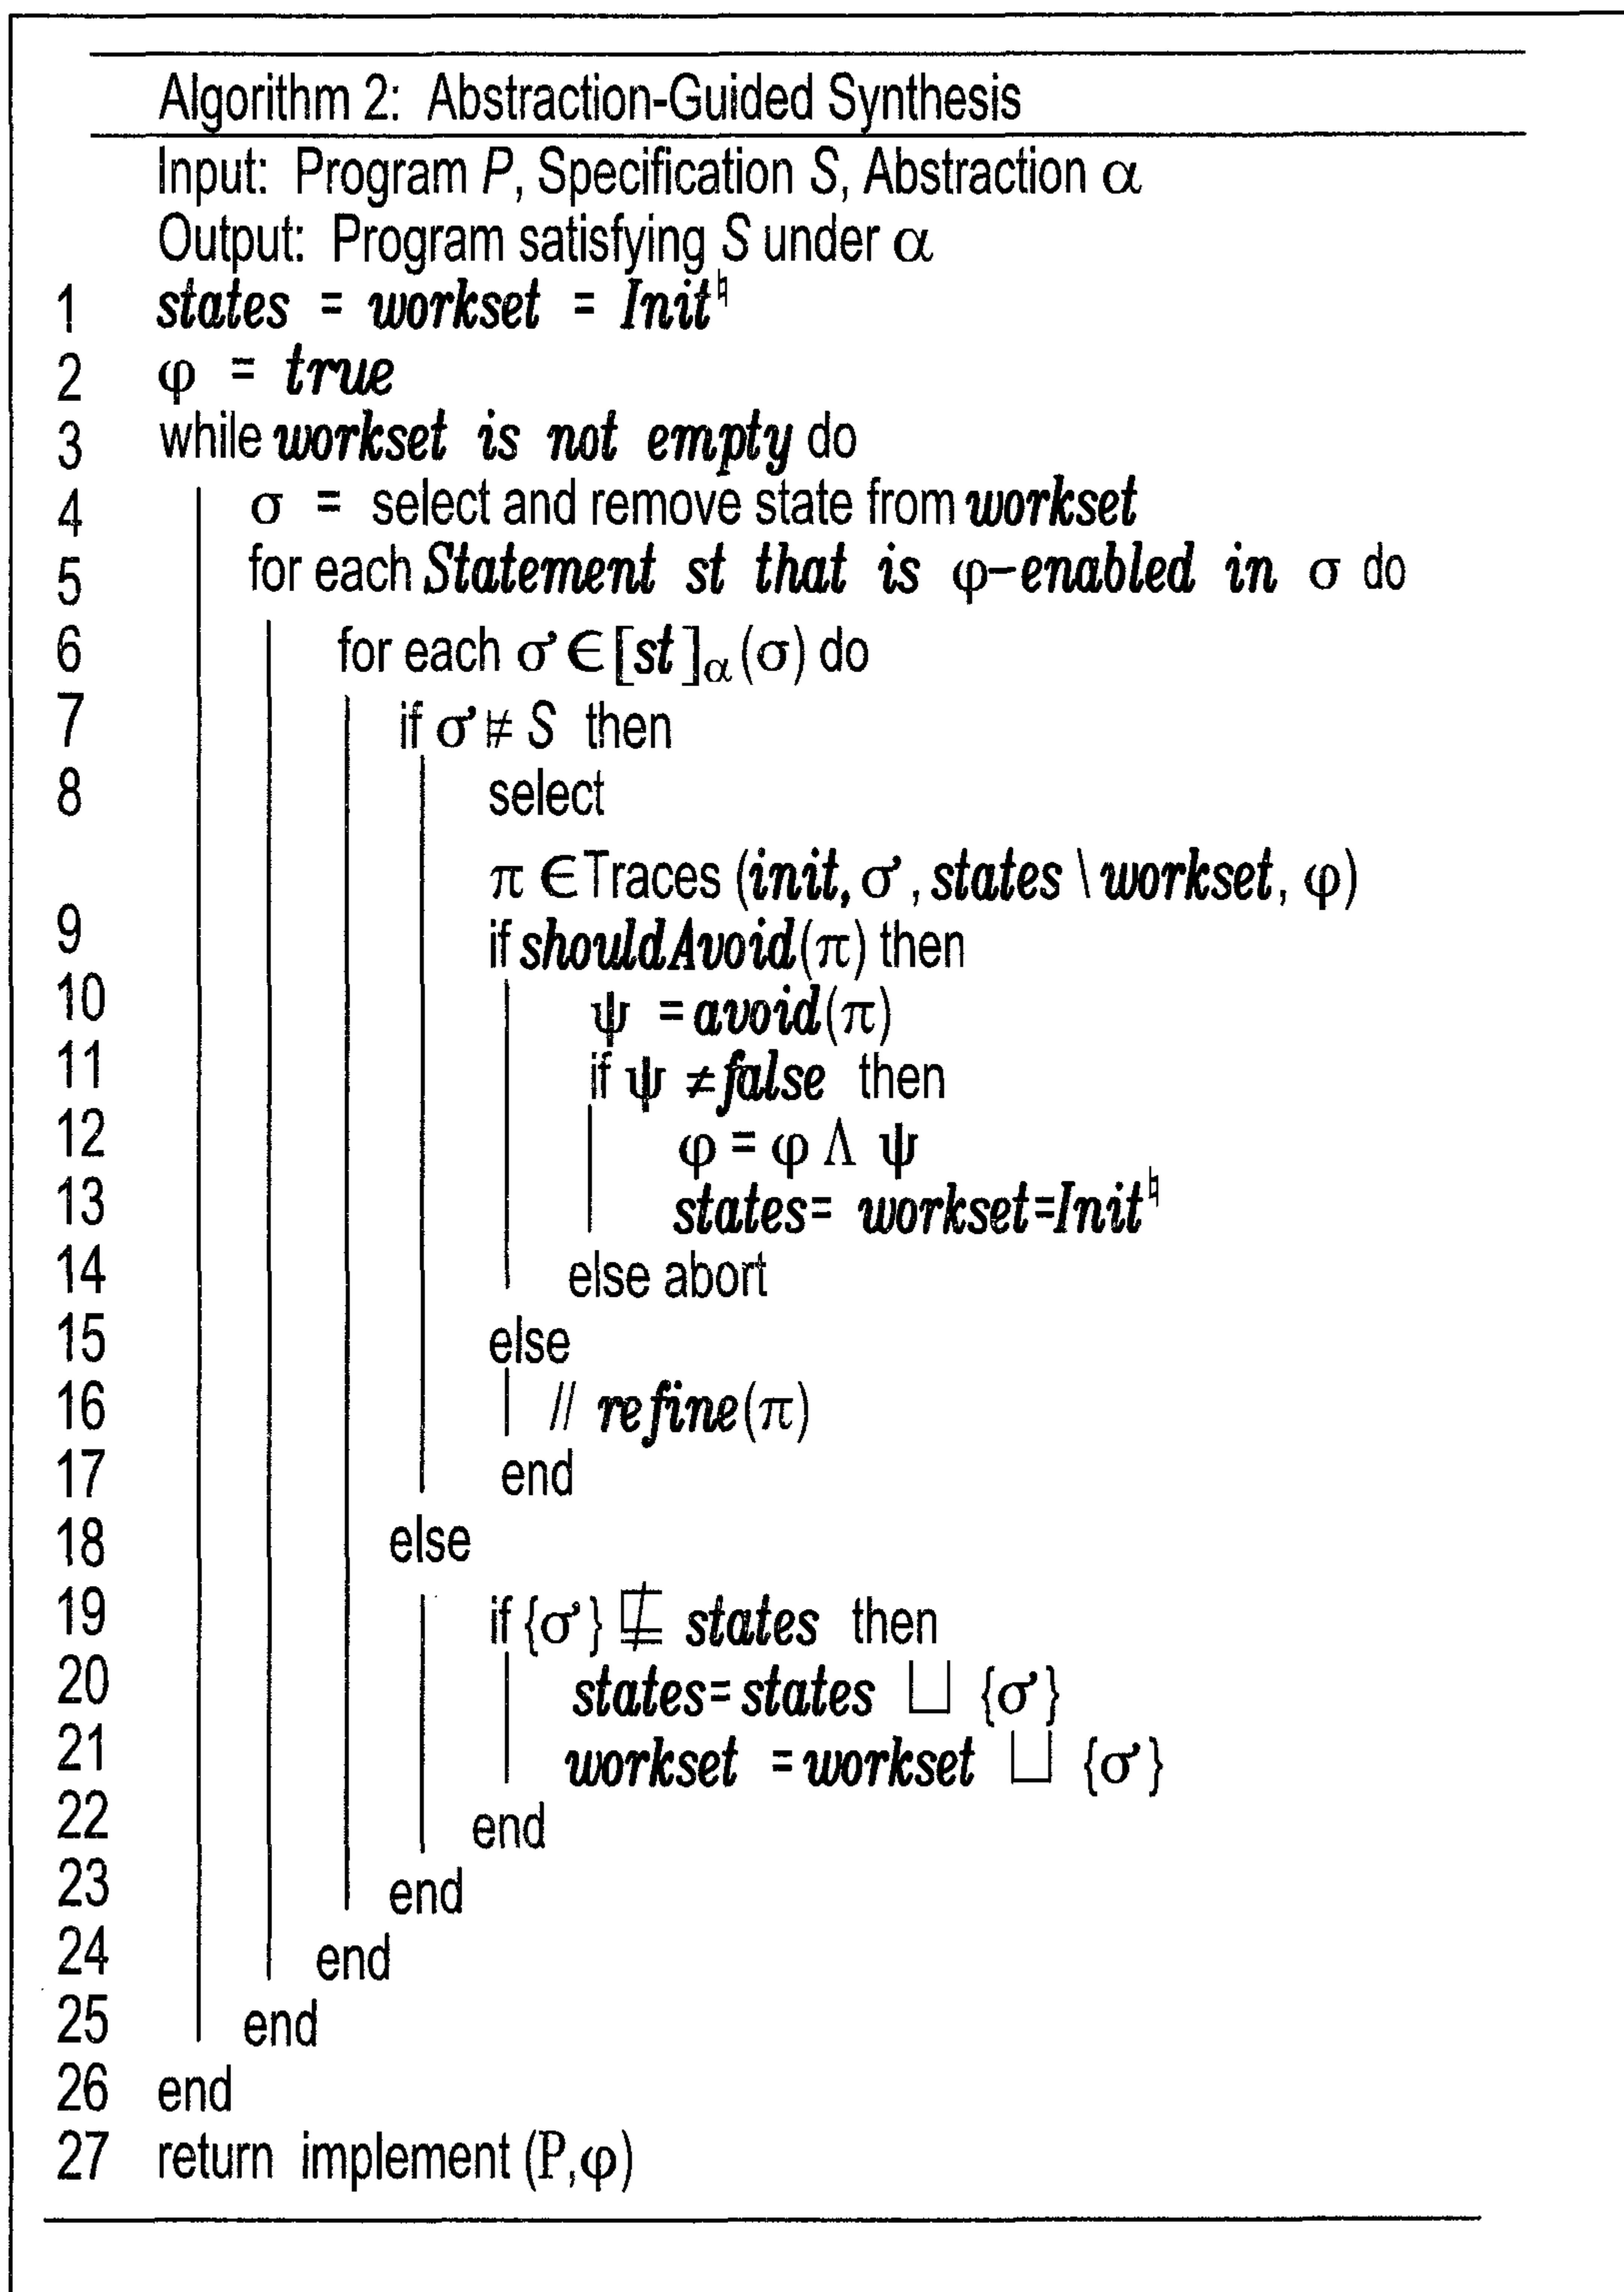 Algorithm 2: Abstraction-Guided Synthesis
Input: Program P, Specification S, Abstraction α
Output: Program satisfying S under α
1 states = workset = Init♮
2 φ = true
3 while workset is not empty do
4 σ = select and remove state from workset
5 for each Statement st that is φ-enabled in σ do
6 for each σ' ∈ [st]α(σ) do
7 if σ' ⊭ S then
8 select
π ∈ Traces (init, σ', states \ workset, φ)
9 if shouldAvoid(π) then
10 ψ = avoid(π)
11 if ψ ≠ false then
12 φ = φ Λ ψ
13 states= workset=Init♮
14 else abort
15 else
16 // refine(π)
17 end
18 else
19 if {σ'} ⋢ states then
20 states= states ⊔ {σ'}
21 workset = workset ⊔ {σ'}
22 end
23 end
24 end
25 end
26 end
27 return implement (P,φ)